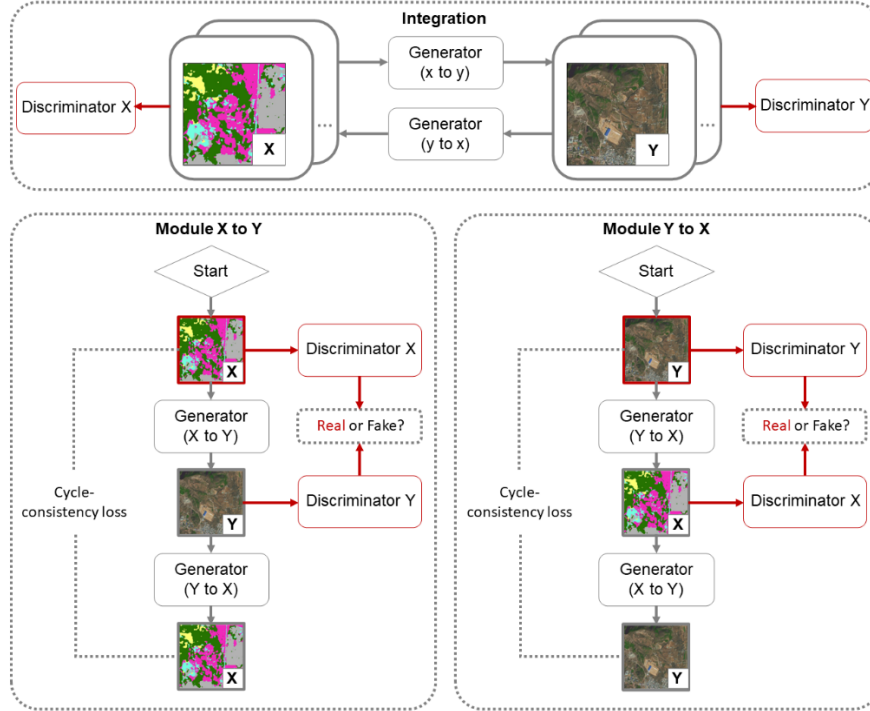 Integration
Discriminator X
X
...
Generator
(x to y)
Generator
(y to x)
Y
...
Discriminator Y
Module X to Y
Start
X
Discriminator X
Generator
(X to Y)
Real or Fake?
Y
Discriminator Y
Cycle-
consistency loss
Generator
(Y to X)
X
Module Y to X
Start
Y
Discriminator Y
Generator
(Y to X)
Real or Fake?
X
Discriminator X
Cycle-
consistency loss
Generator
(X to Y)
Y